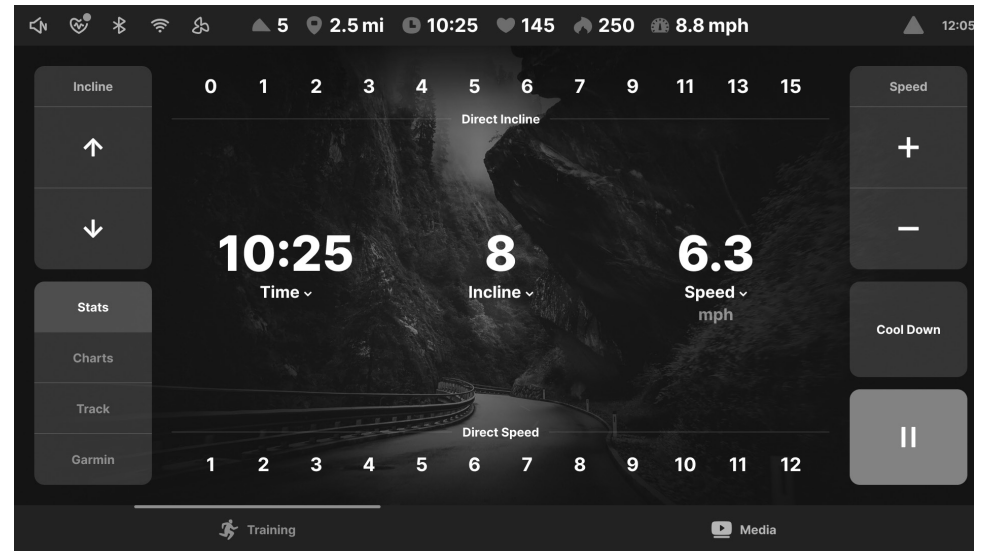 5 2.5 mi 10:25 145 250 8.8 mph 12:05
Incline
0 1 2 3 4 5 6 7 9 11 13 15
Speed
Direct Incline
10:25 8 6.3
Time Incline Speed
mph
Stats
Charts
Track
Garmin
Cool Down
Direct Speed
1 2 3 4 5 6 7 8 9 10 11 12
Training Media